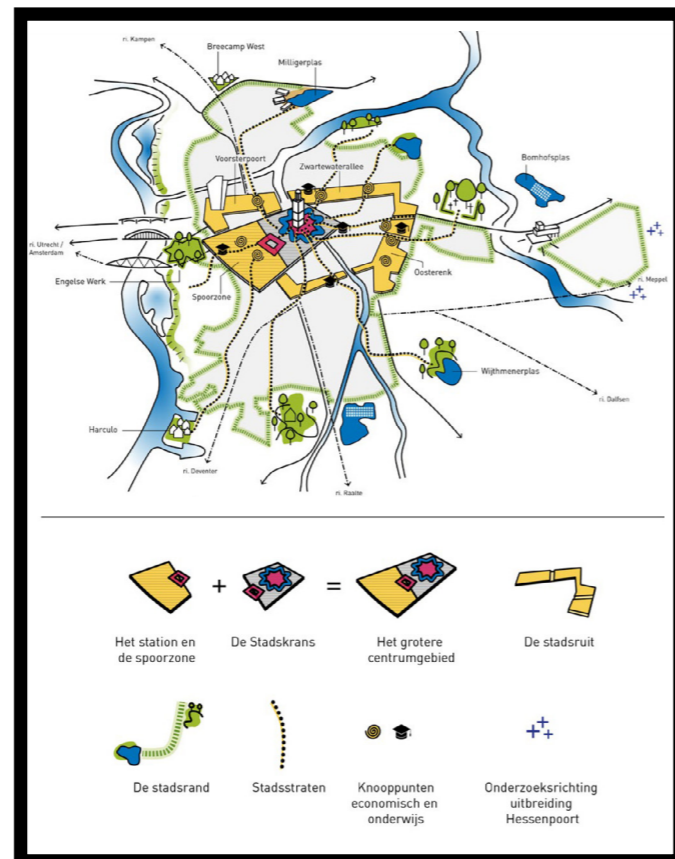 ri. Kampen
Breecamp West
Milligerplas
Voorsterpoort
Zwartewaterallee
Bomhofsplas
ri. Utrecht /
Amsterdam
Engelse Werk
Spoorzone
Oosterenk
ri. Meppel
Wijthmenerplas
ri. Dalfsen
Harculo
ri. Deventer
ri. Raalte
+ =
Het station en
de spoorzone
De Stadskrans
Het grotere
centrumgebied
De stadsruit
De stadsrand
Stadsstraten
Knooppunten
economisch en
onderwijs
Onderzoeksrichting
uitbreiding
Hessenpoort